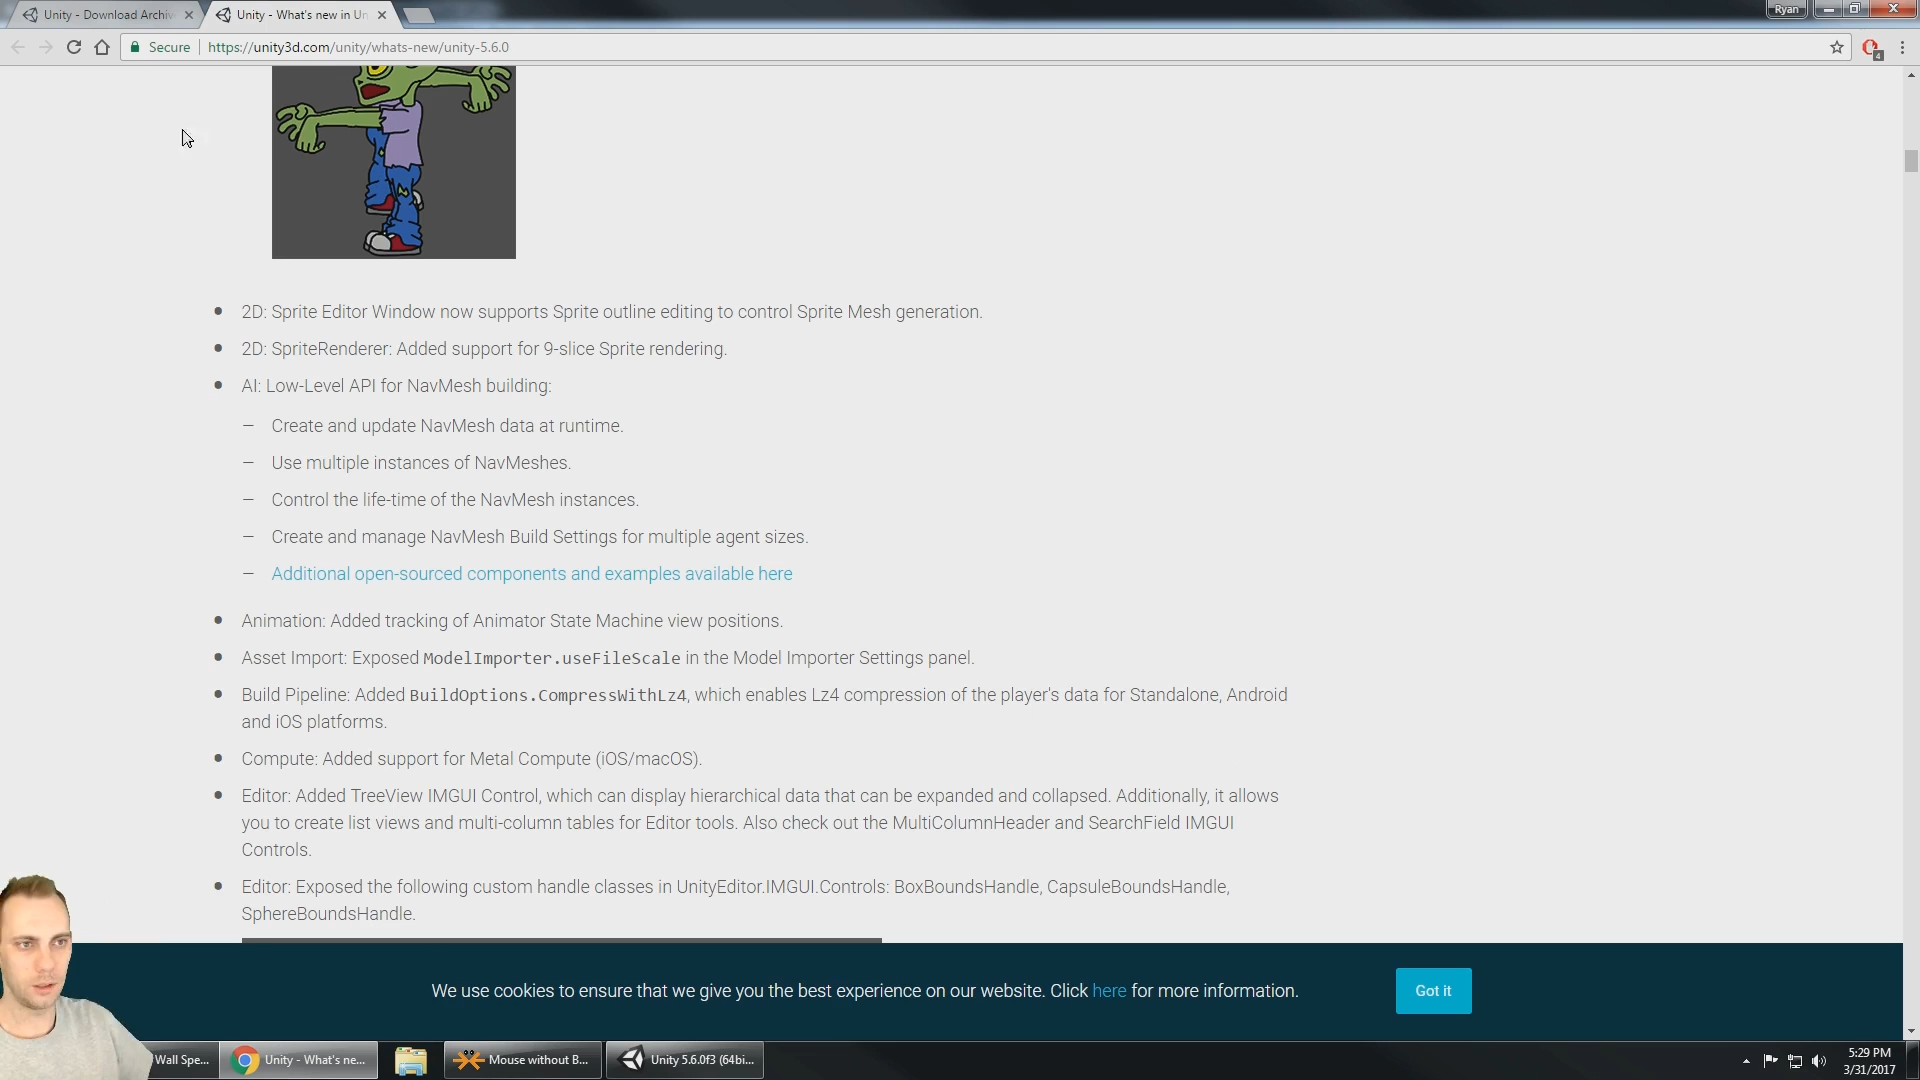 Unity - Download Archiv
Unity - What's new in Un
Ryan
Secure
https://unity3d.com/unity/whats-new/unity-5.6.0
4
2D: Sprite Editor Window now supports Sprite outline editing to control Sprite Mesh generation.
2D: SpriteRenderer: Added support for 9-slice Sprite rendering.
AI: Low-Level API for NavMesh building:
– Create and update NavMesh data at runtime.
– Use multiple instances of NavMeshes.
– Control the life-time of the NavMesh instances.
– Create and manage NavMesh Build Settings for multiple agent sizes.
– Additional open-sourced components and examples available here
Animation: Added tracking of Animator State Machine view positions.
Asset Import: Exposed ModelImporter.useFileScale in the Model Importer Settings panel.
Build Pipeline: Added BuildOptions.CompressWithLz4, which enables Lz4 compression of the player's data for Standalone, Android
and iOS platforms.
Compute: Added support for Metal Compute (iOS/macOS).
Editor: Added TreeView IMGUI Control, which can display hierarchical data that can be expanded and collapsed. Additionally, it allows
you to create list views and multi-column tables for Editor tools. Also check out the MultiColumnHeader and SearchField IMGUI
Controls.
Editor: Exposed the following custom handle classes in UnityEditor.IMGUI.Controls: BoxBoundsHandle, CapsuleBoundsHandle,
SphereBoundsHandle.
We use cookies to ensure that we give you the best experience on our website. Click here for more information.
Got it
Wall Spe...
Unity - What's ne...
Mouse without B...
Unity 5.6.0f3 (64bi...
5:29 PM
3/31/2017